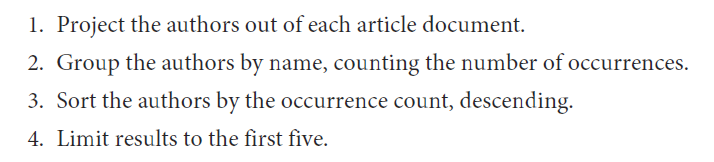 1. Project the authors out of each article document.
2. Group the authors by name, counting the number of occurrences.
3. Sort the authors by the occurrence count, descending.
4. Limit results to the first five.